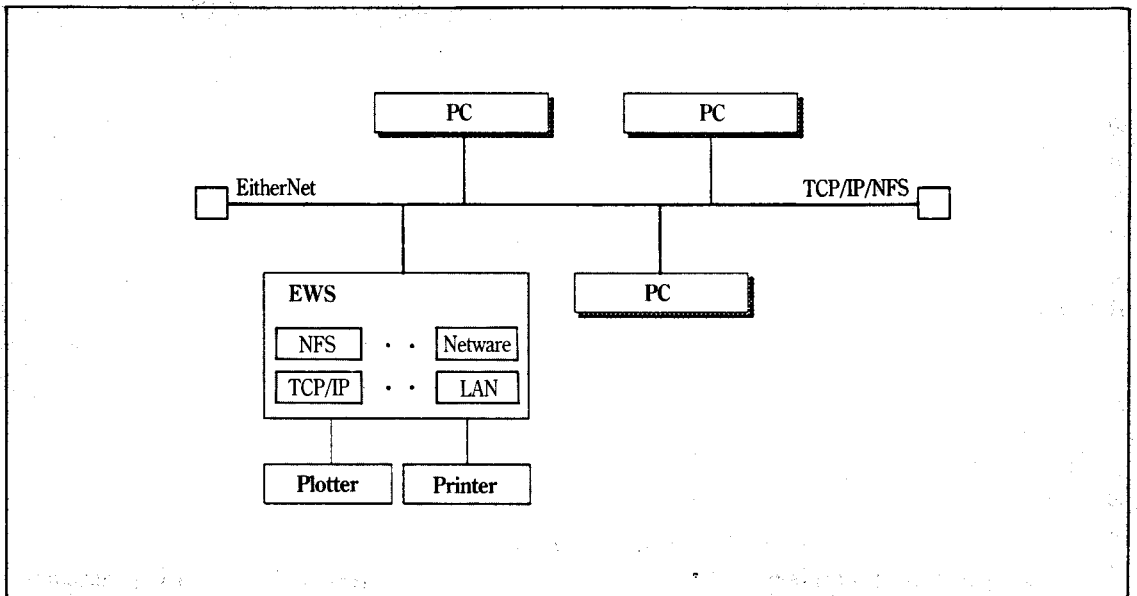 PC
PC
EitherNet
TCP/IP/NFS
EWS
PC
NFS · · Netware
TCP/IP · · LAN
Plotter
Printer